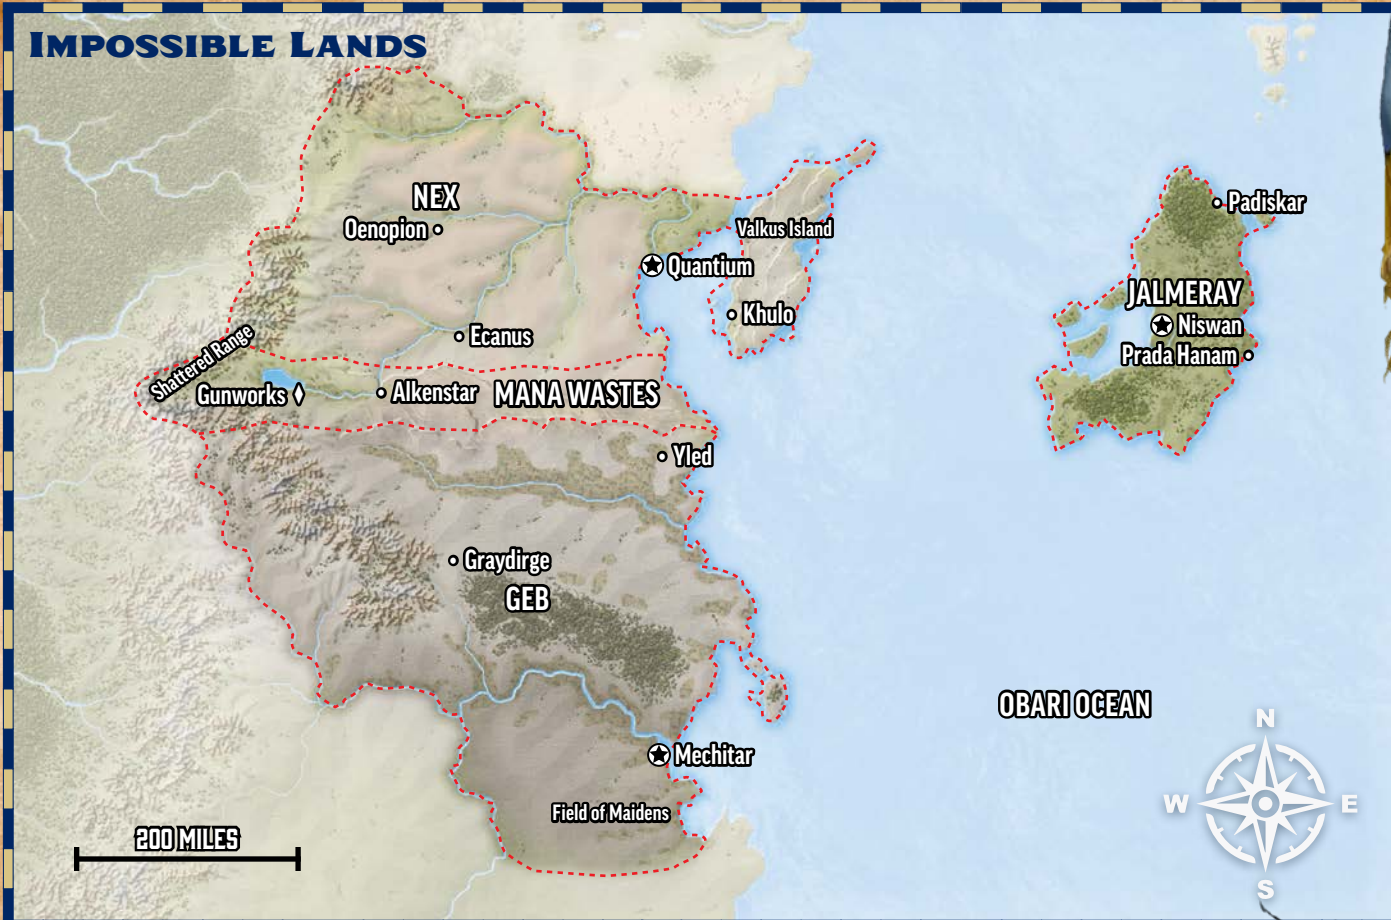 IMPOSSIBLE LANDS
NEX
Oenopion
Padiskar
Valkus Island
Quantium
JALMERAY
Khulo
Niswan
Ecanus
Prada Hanam
Shattered Range
Gunworks
Alkenstar
MANA WASTES
Yled
Graydirge
GEB
OBARI OCEAN
N
Mechitar
W
E
Field of Maidens
200 MILES
S